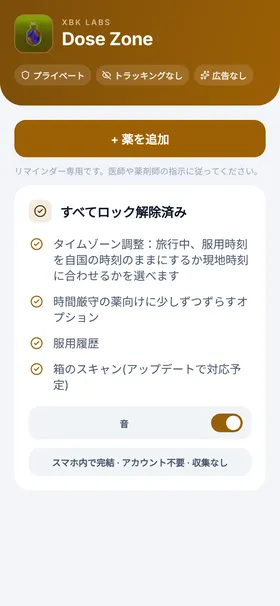 XBK LABS
Dose Zone
プライベート
トラッキングなし
広告なし
+ 薬を追加
リマインダー専用です。医師や薬剤師の指示に従ってください。
すべてロック解除済み
タイムゾーン調整：旅行中、服用時刻
を自国の時刻のままにするか現地時刻
に合わせるかを選べます
時間厳守の薬向けに少しずつずらすオ
プション
服用履歴
箱のスキャン(アップデートで対応予
定)
音
スマホ内で完結 · アカウント不要 · 収集なし